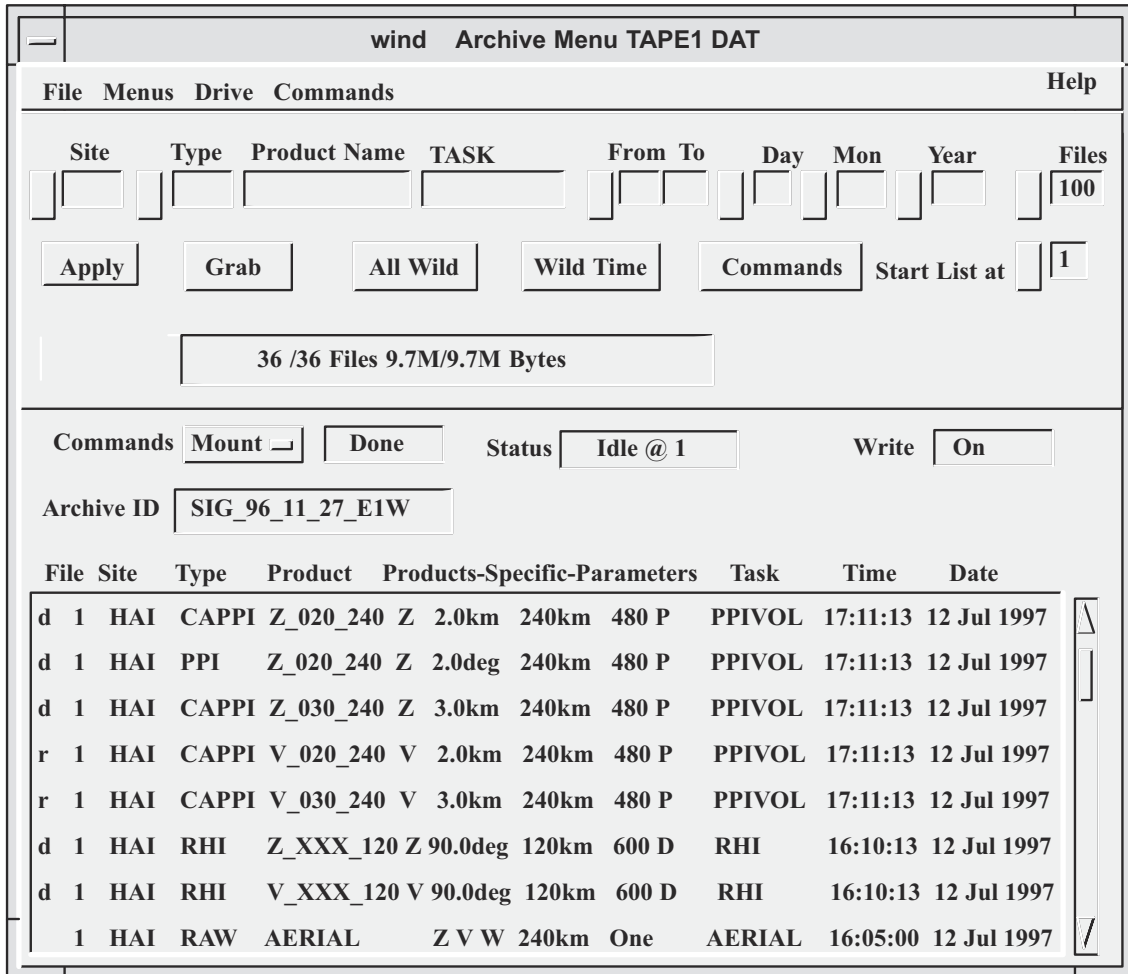 wind Archive Menu TAPE1 DAT
File Menus Drive Commands Help
Site Type Product Name TASK From To Day Mon Year Files
100
Apply Grab All Wild Wild Time Commands Start List at 1
36 /36 Files 9.7M/9.7M Bytes
Commands Mount Done Status Idle @ 1 Write On
Archive ID SIG_96_11_27_E1W
File Site Type Product Products-Specific-Parameters Task Time Date
d 1 HAI CAPPI Z_020_240 Z 2.0km 240km 480 P PPIVOL 17:11:13 12 Jul 1997
d 1 HAI PPI Z_020_240 Z 2.0deg 240km 480 P PPIVOL 17:11:13 12 Jul 1997
d 1 HAI CAPPI Z_030_240 Z 3.0km 240km 480 P PPIVOL 17:11:13 12 Jul 1997
r 1 HAI CAPPI V_020_240 V 2.0km 240km 480 P PPIVOL 17:11:13 12 Jul 1997
r 1 HAI CAPPI V_030_240 V 3.0km 240km 480 P PPIVOL 17:11:13 12 Jul 1997
d 1 HAI RHI Z_XXX_120 Z 90.0deg 120km 600 D RHI 16:10:13 12 Jul 1997
d 1 HAI RHI V_XXX_120 V 90.0deg 120km 600 D RHI 16:10:13 12 Jul 1997
1 HAI RAW AERIAL Z V W 240km One AERIAL 16:05:00 12 Jul 1997